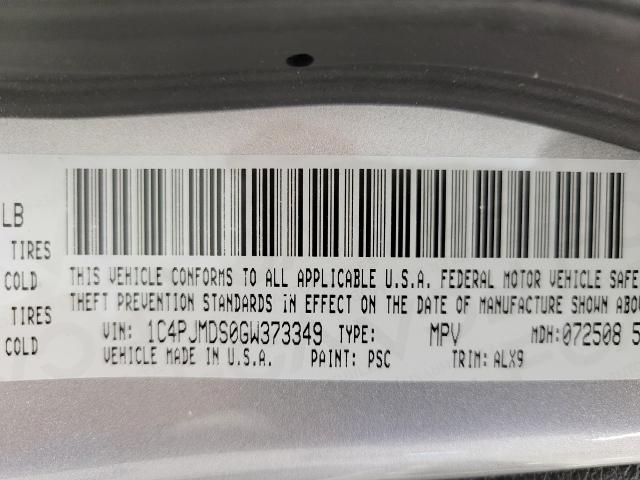 LB
TIRES
COLD
TIRES
COLD
THIS VEHICLE CONFORMS TO ALL APPLICABLE U.S.A. FEDERAL MOTOR VEHICLE SAFE
THEFT PREVENTION STANDARDS iN EFFECT ON THE DATE OF MANUFACTURE SHOWN ABO
VIN: 1C4PJMDS0GW373349 TYPE: MPV MDH:072508 5
VEHICLE MADE IN U.S.A. PAINT: PSC TRIM: ALX9